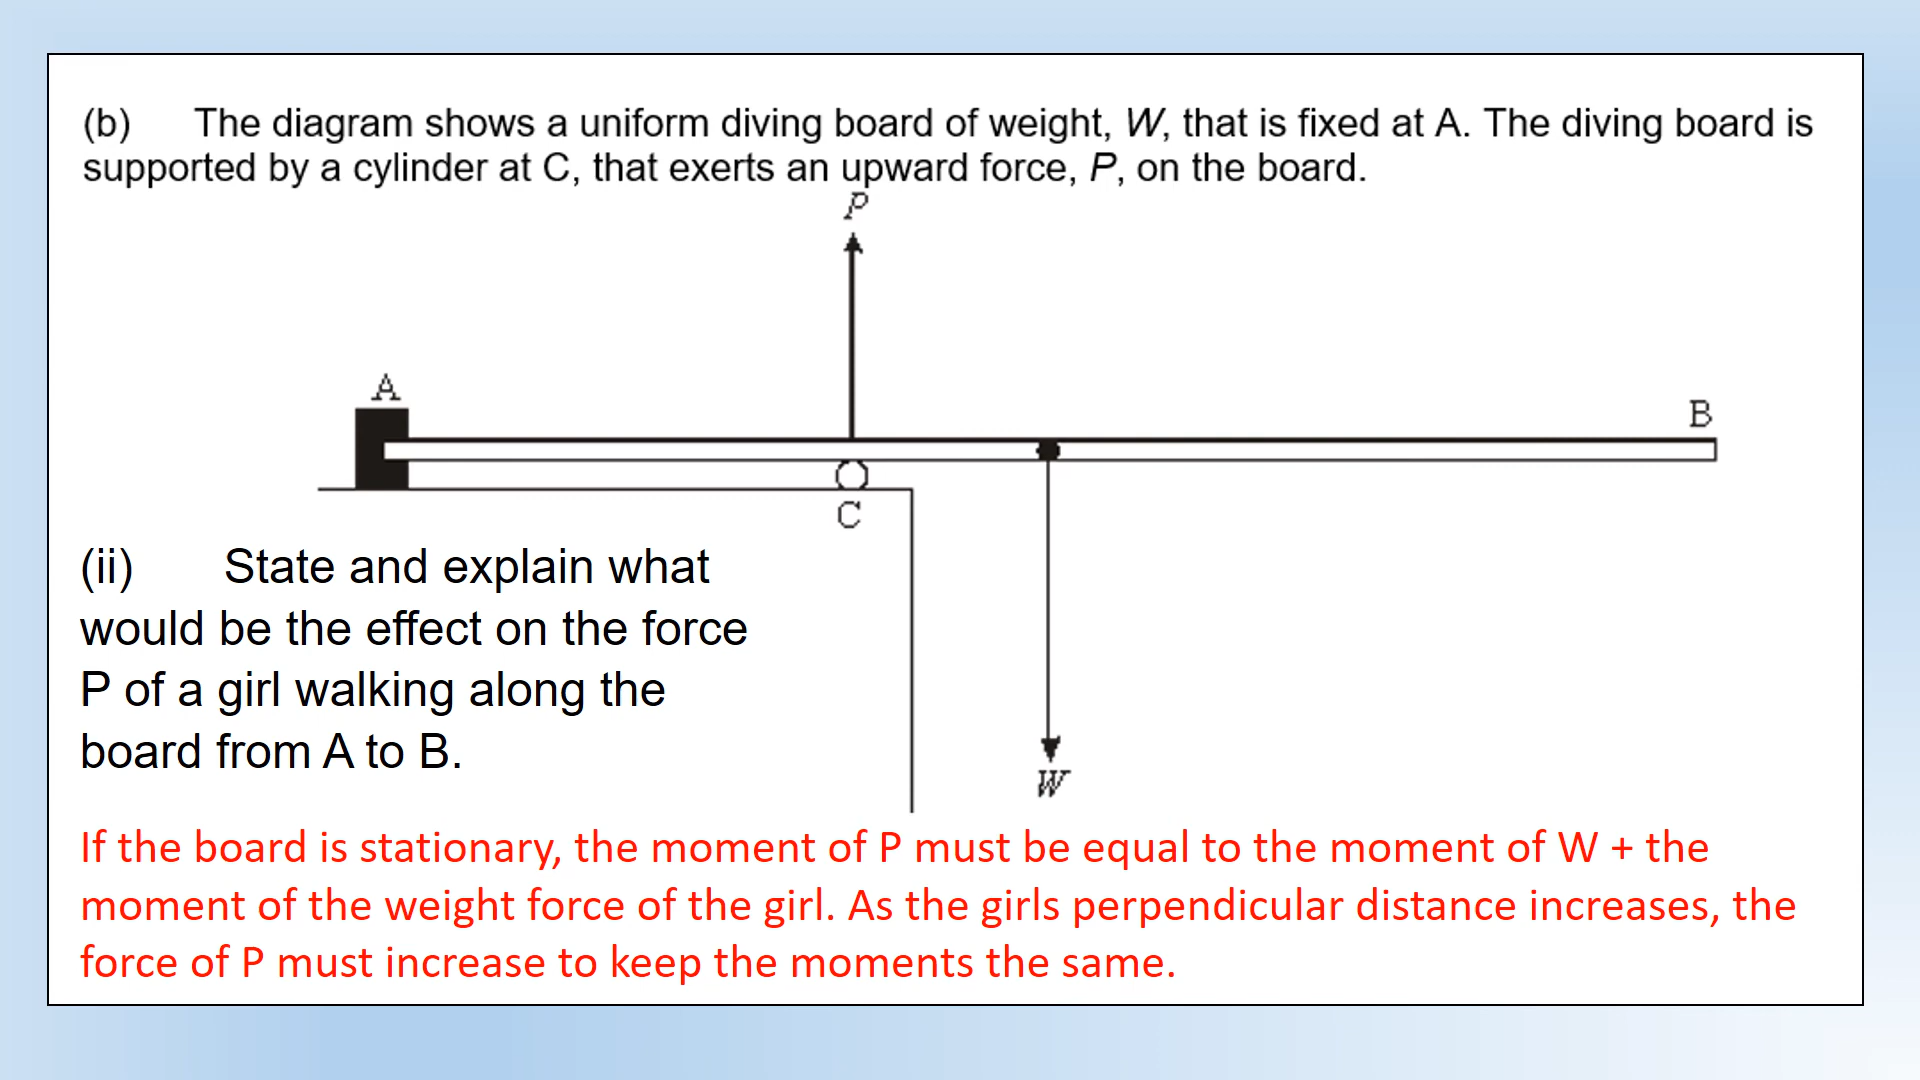 (b) The diagram shows a uniform diving board of weight, W, that is fixed at A. The diving board is
supported by a cylinder at C, that exerts an upward force, P, on the board.
P
A
B
C
(ii) State and explain what
would be the effect on the force
P of a girl walking along the
board from A to B.
W
If the board is stationary, the moment of P must be equal to the moment of W + the
moment of the weight force of the girl. As the girls perpendicular distance increases, the
force of P must increase to keep the moments the same.